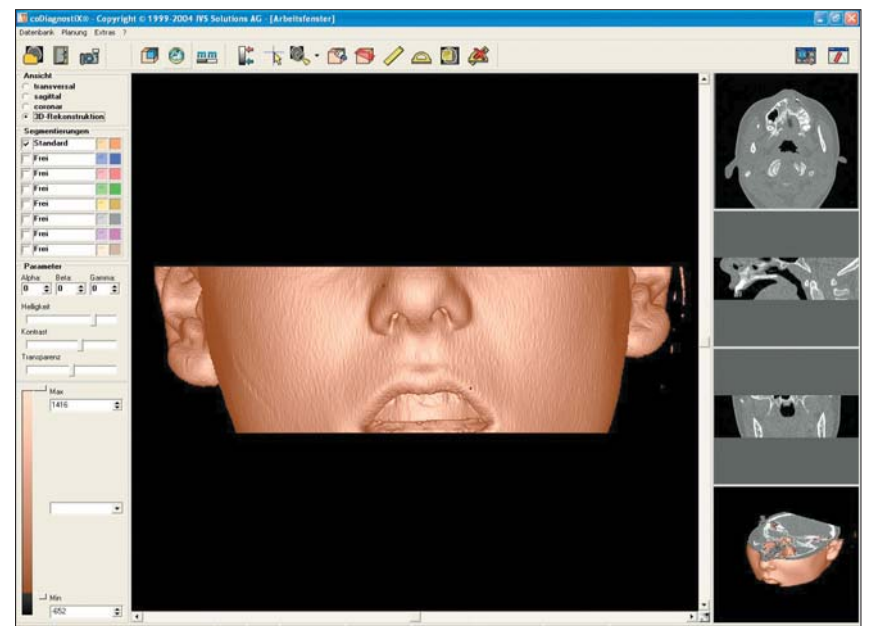 coDiagnostiX® - Copyright © 1999-2004 IVS Solutions AG - [Arbeitsfenster]
Datenbank Planung Extras ?
Ansicht
transversal
sagittal
coronar
3D-Rekonstruktion
Segmentierungen
Standard
Frei
Frei
Frei
Frei
Frei
Frei
Frei
Parameter
Alpha: Beta: Gamma:
0 0 0
Helligkeit
Kontrast
Transparenz
Max
1416
Min
-652